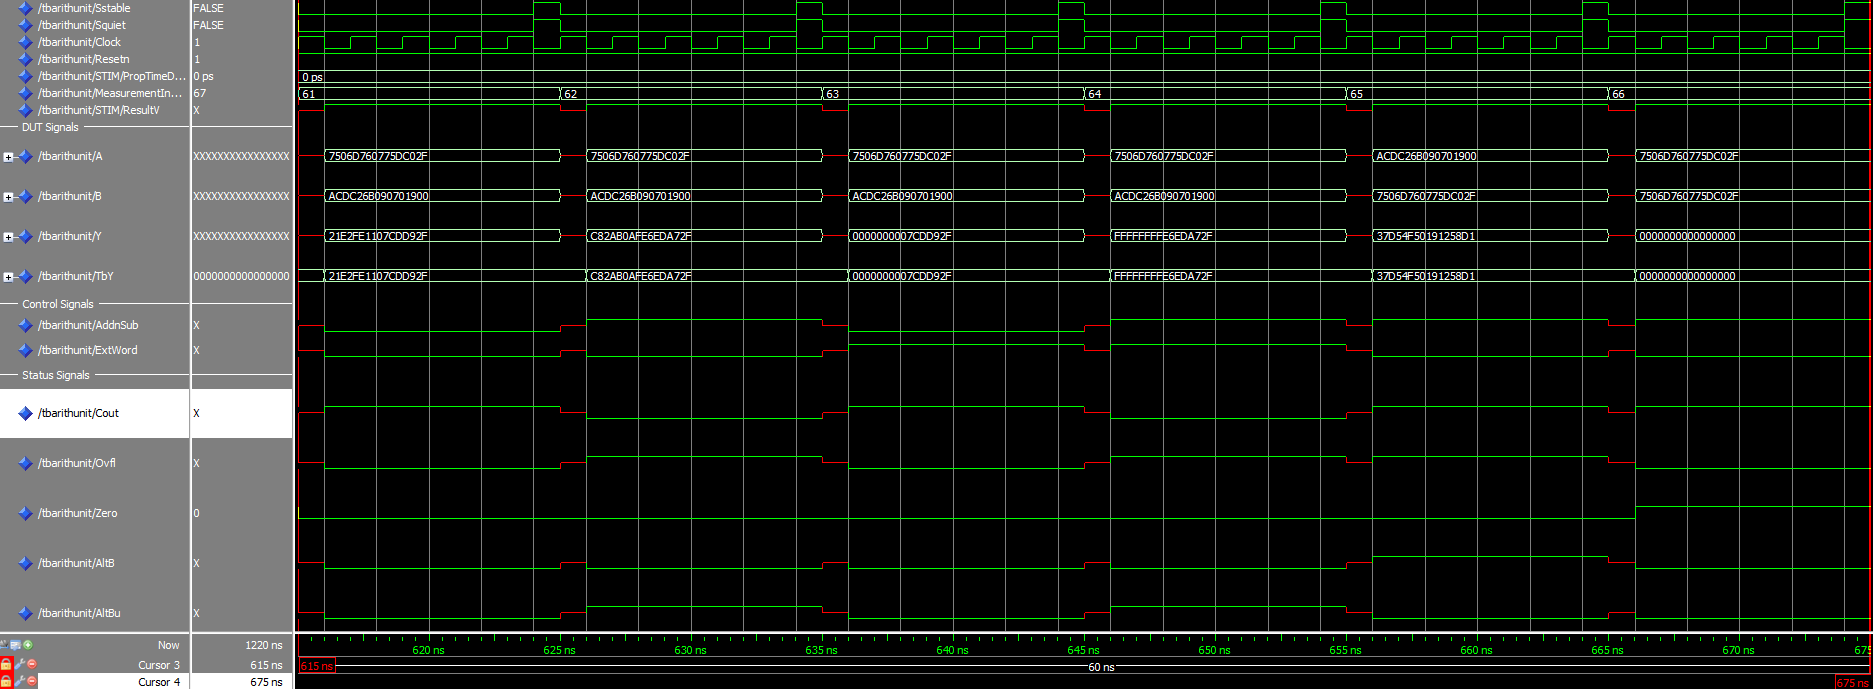 /tbarithunit/Sstable FALSE
/tbarithunit/Squiet FALSE
/tbarithunit/Clock 1
/tbarithunit/Resetn 1
/tbarithunit/STIM/PropTimeD... 0 ps 0 ps
/tbarithunit/MeasurementIn... 67 61 62 63 64 65 66
/tbarithunit/STIM/ResultV X
DUT Signals
/tbarithunit/A XXXXXXXXXXXXXXXX 7506D760775DC02F 7506D760775DC02F 7506D760775DC02F 7506D760775DC02F ACDC26B090701900 7506D760775DC02F
/tbarithunit/B XXXXXXXXXXXXXXXX ACDC26B090701900 ACDC26B090701900 ACDC26B090701900 ACDC26B090701900 7506D760775DC02F 7506D760775DC02F
/tbarithunit/Y XXXXXXXXXXXXXXXX 21E2FE1107CDD92F C82AB0AFE6EDA72F 0000000007CDD92F FFFFFFFFE6EDA72F 37D54F50191258D1 0000000000000000
/tbarithunit/TbY 0000000000000000 21E2FE1107CDD92F C82AB0AFE6EDA72F 0000000007CDD92F FFFFFFFFE6EDA72F 37D54F50191258D1 0000000000000000
Control Signals
/tbarithunit/AddnSub X
/tbarithunit/ExtWord X
Status Signals
/tbarithunit/Cout X
/tbarithunit/Ovfl X
/tbarithunit/Zero 0
/tbarithunit/AltB X
/tbarithunit/AltBu X
Now 1220 ns 620 ns 625 ns 630 ns 635 ns 640 ns 645 ns 650 ns 655 ns 660 ns 665 ns 670 ns 675
Cursor 3 615 ns 615 ns 60 ns
Cursor 4 675 ns 675 ns